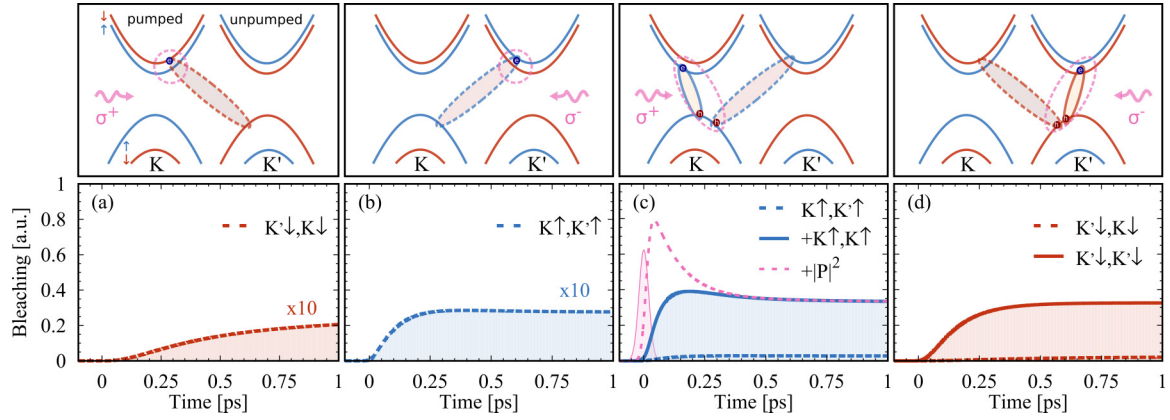 ↓ pumped unpumped
↑
σ+ σ-
↑
↓ K K'
K K'
σ+ σ-
K K'
K K'
Bleaching [a.u.]
1
0.8
0.6
0.4
0.2
0
(a)
K'↓,K↓
x10
0 0.25 0.5 0.75 1
Time [ps]
(b)
K↑,K'↑
x10
0 0.25 0.5 0.75 1
Time [ps]
(c)
K↑,K'↑
+K↑,K↑
+|P|²
0 0.25 0.5 0.75 1
Time [ps]
(d)
K'↓,K↓
K'↓,K'↓
0 0.25 0.5 0.75 1
Time [ps]